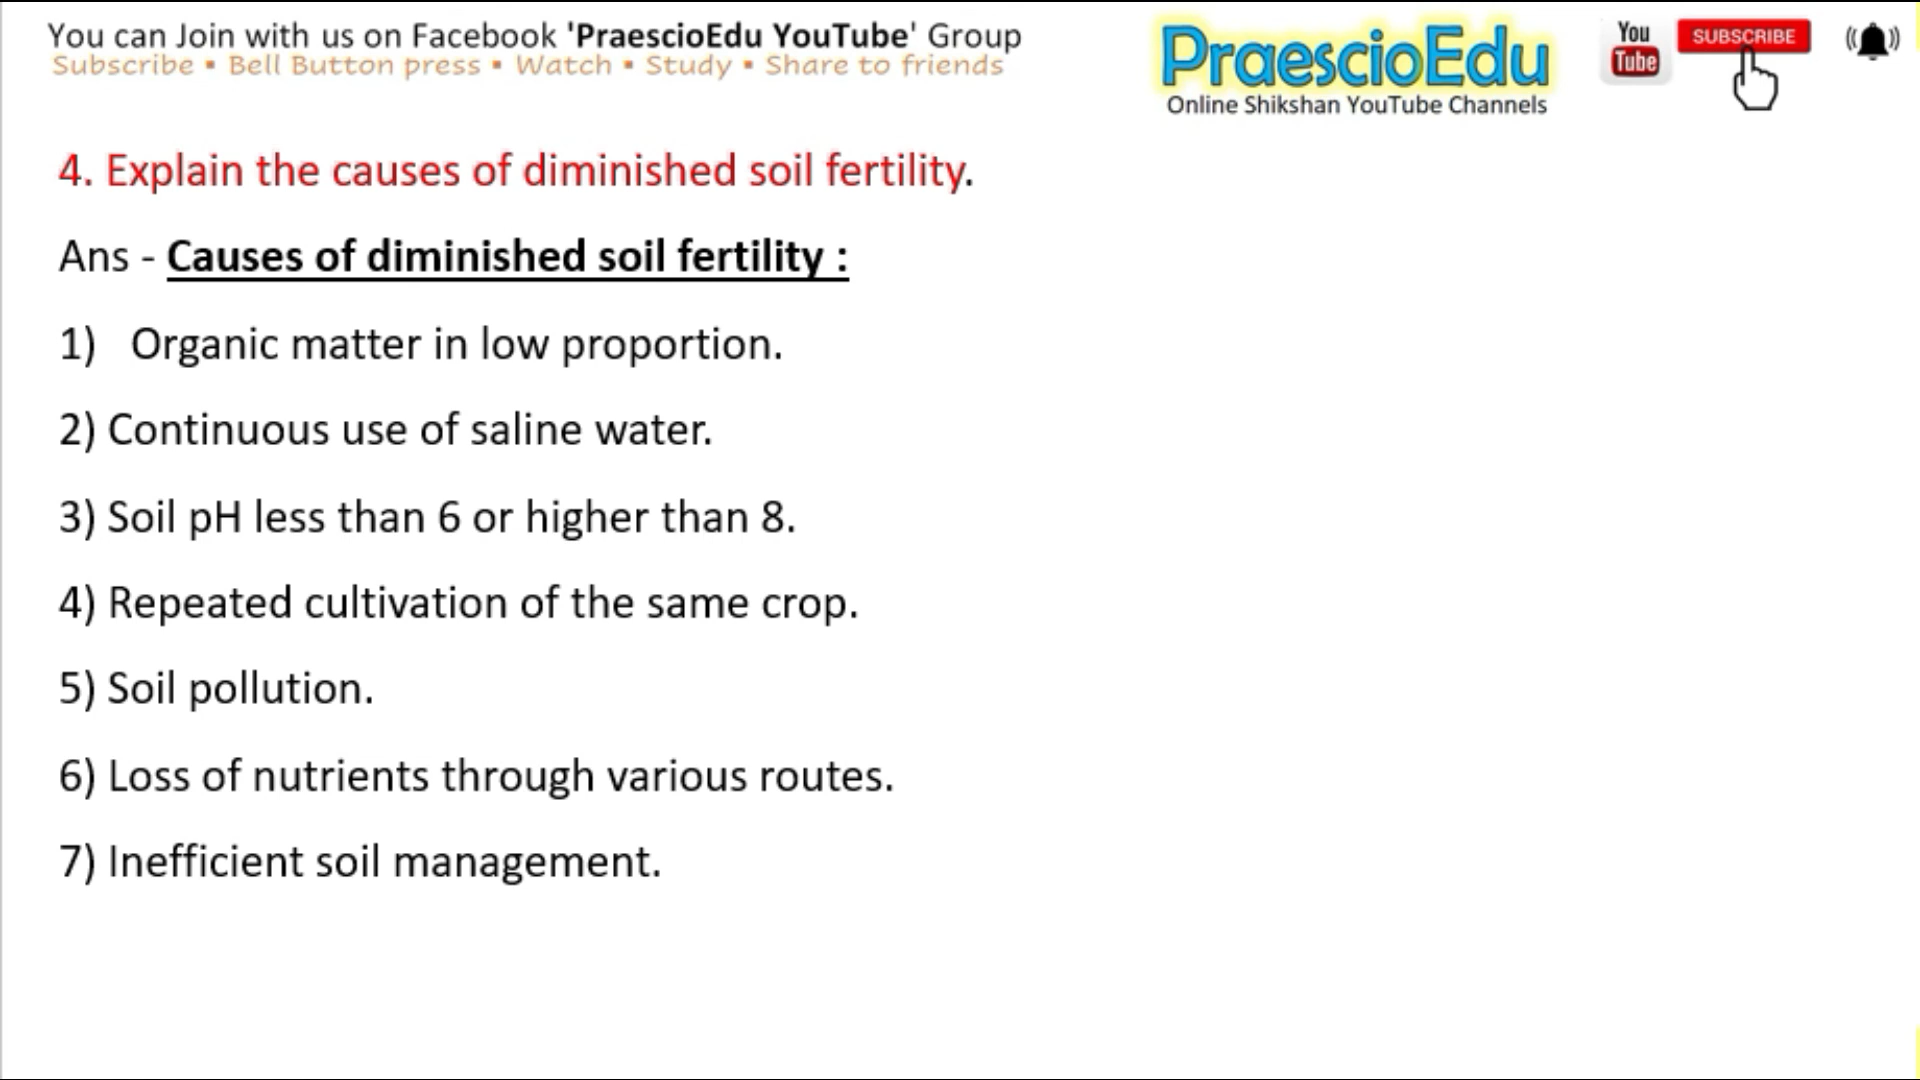 You can Join with us on Facebook 'PraescioEdu YouTube' Group
Subscribe ▪ Bell Button press ▪ Watch ▪ Study ▪ Share to friends
PraescioEdu
Online Shikshan YouTube Channels
You
Tube
SUBSCRIBE
4. Explain the causes of diminished soil fertility.
Ans - Causes of diminished soil fertility :
1) Organic matter in low proportion.
2) Continuous use of saline water.
3) Soil pH less than 6 or higher than 8.
4) Repeated cultivation of the same crop.
5) Soil pollution.
6) Loss of nutrients through various routes.
7) Inefficient soil management.